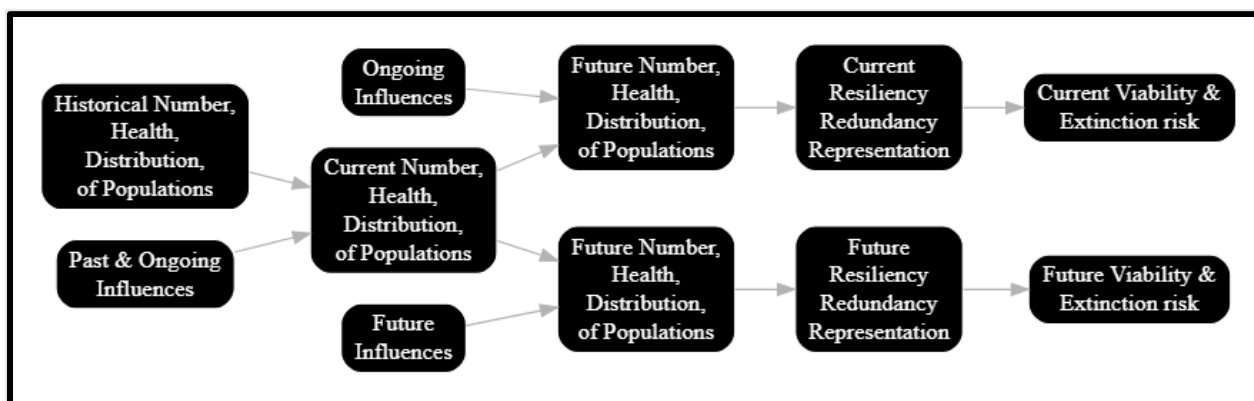 Historical Number,
Health,
Distribution,
of Populations
Past & Ongoing
Influences
Ongoing
Influences
Current Number,
Health,
Distribution,
of Populations
Future
Influences
Future Number,
Health,
Distribution,
of Populations
Future Number,
Health,
Distribution,
of Populations
Current
Resiliency
Redundancy
Representation
Future
Resiliency
Redundancy
Representation
Current Viability &
Extinction risk
Future Viability &
Extinction risk